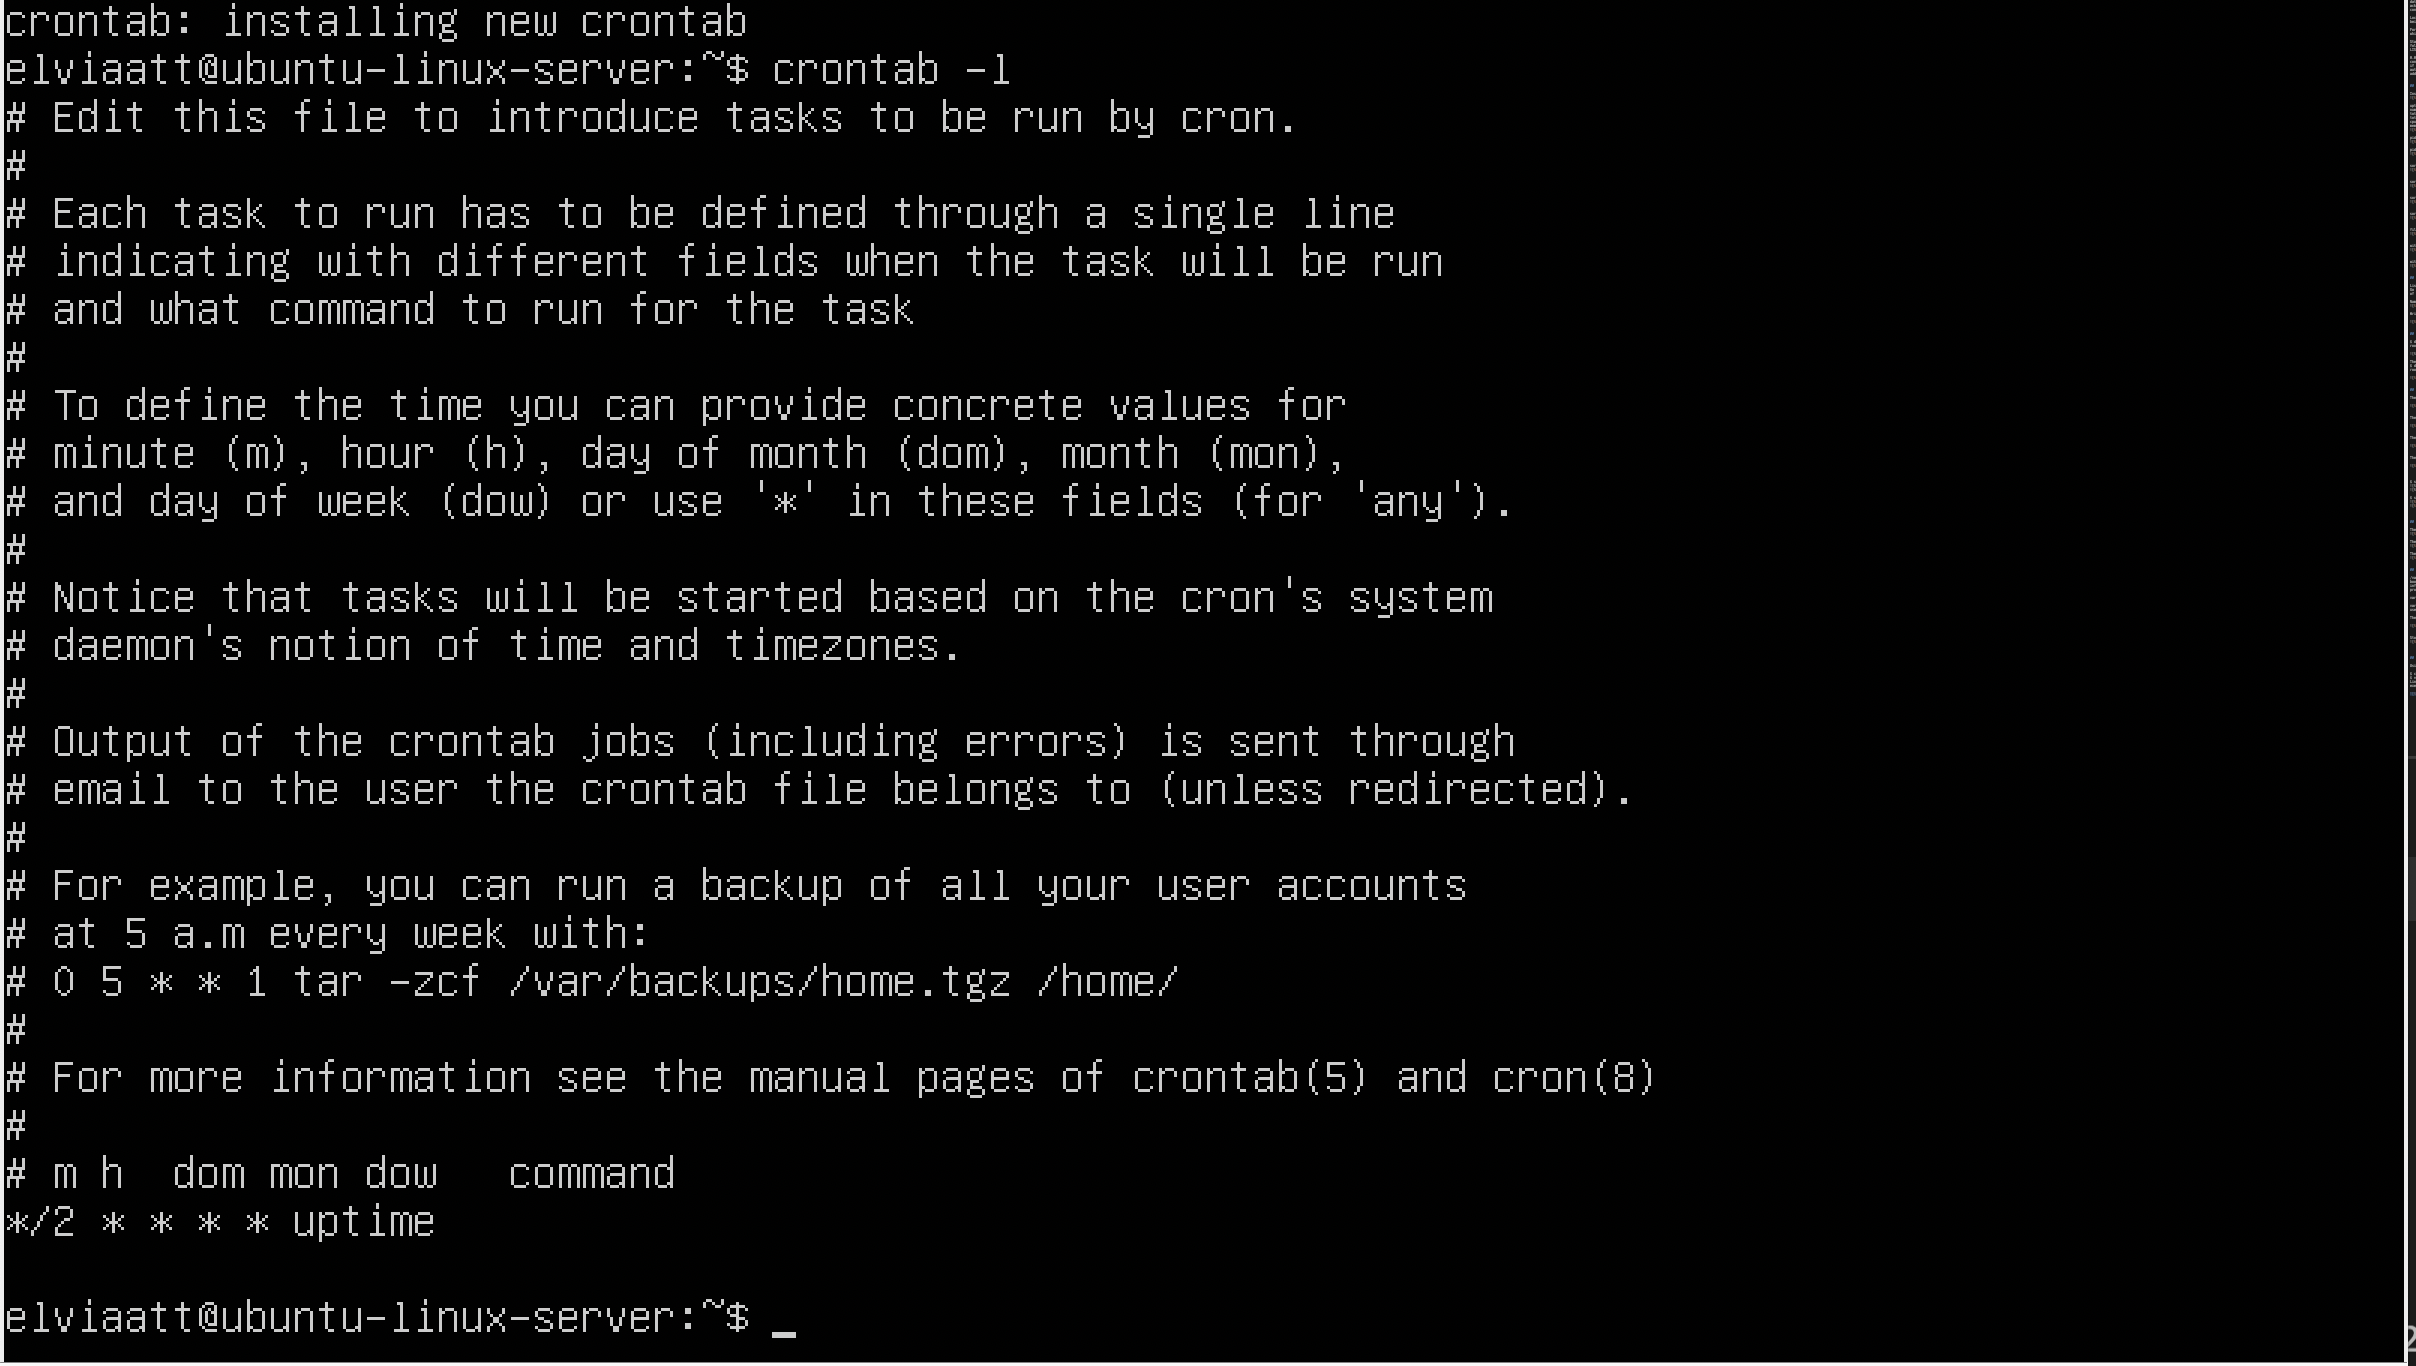 crontab: installing new crontab
elviaatt@ubuntu-linux-server:~$ crontab -l
# Edit this file to introduce tasks to be run by cron.
#
# Each task to run has to be defined through a single line
# indicating with different fields when the task will be run
# and what command to run for the task
#
# To define the time you can provide concrete values for
# minute (m), hour (h), day of month (dom), month (mon),
# and day of week (dow) or use '*' in these fields (for 'any').
#
# Notice that tasks will be started based on the cron's system
# daemon's notion of time and timezones.
#
# Output of the crontab jobs (including errors) is sent through
# email to the user the crontab file belongs to (unless redirected).
#
# For example, you can run a backup of all your user accounts
# at 5 a.m every week with:
# 0 5 * * 1 tar -zcf /var/backups/home.tgz /home/
#
# For more information see the manual pages of crontab(5) and cron(8)
#
# m h  dom mon dow   command
*/2 * * * * uptime
elviaatt@ubuntu-linux-server:~$ _